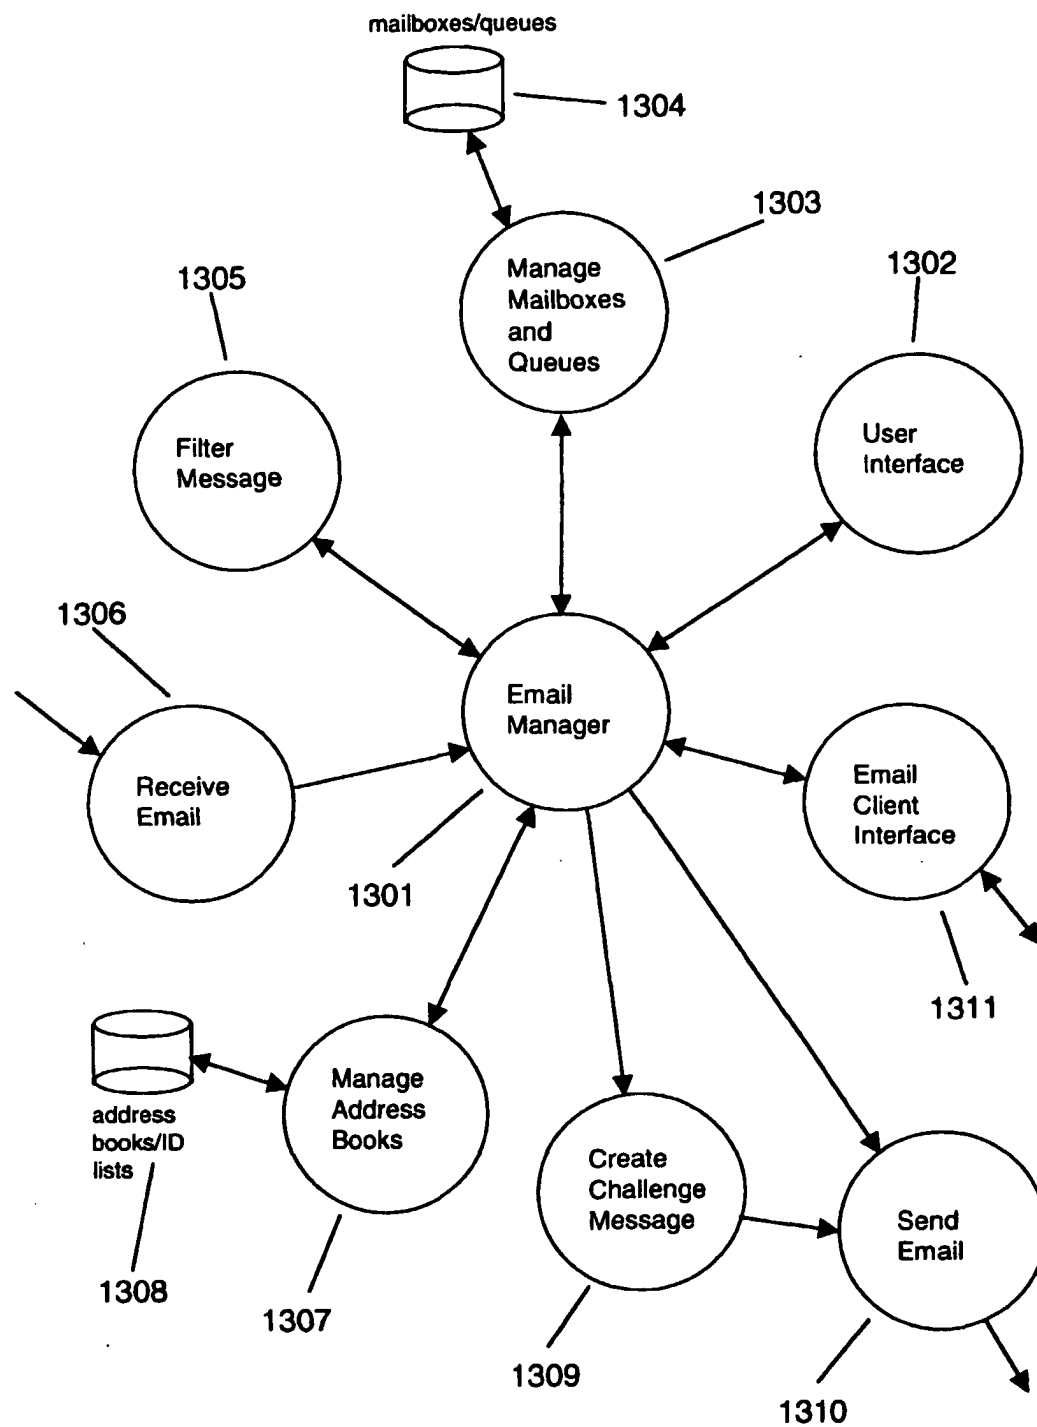 mailboxes/queues
1304
1303
Manage
Mailboxes
and
Queues
1305
1302
Filter
Message
User
Interface
1306
Email
Manager
Receive
Email
Email
Client
Interface
1301
1311
address
books/ID
lists
Manage
Address
Books
Create
Challenge
Message
Send
Email
1308
1307
1309
1310